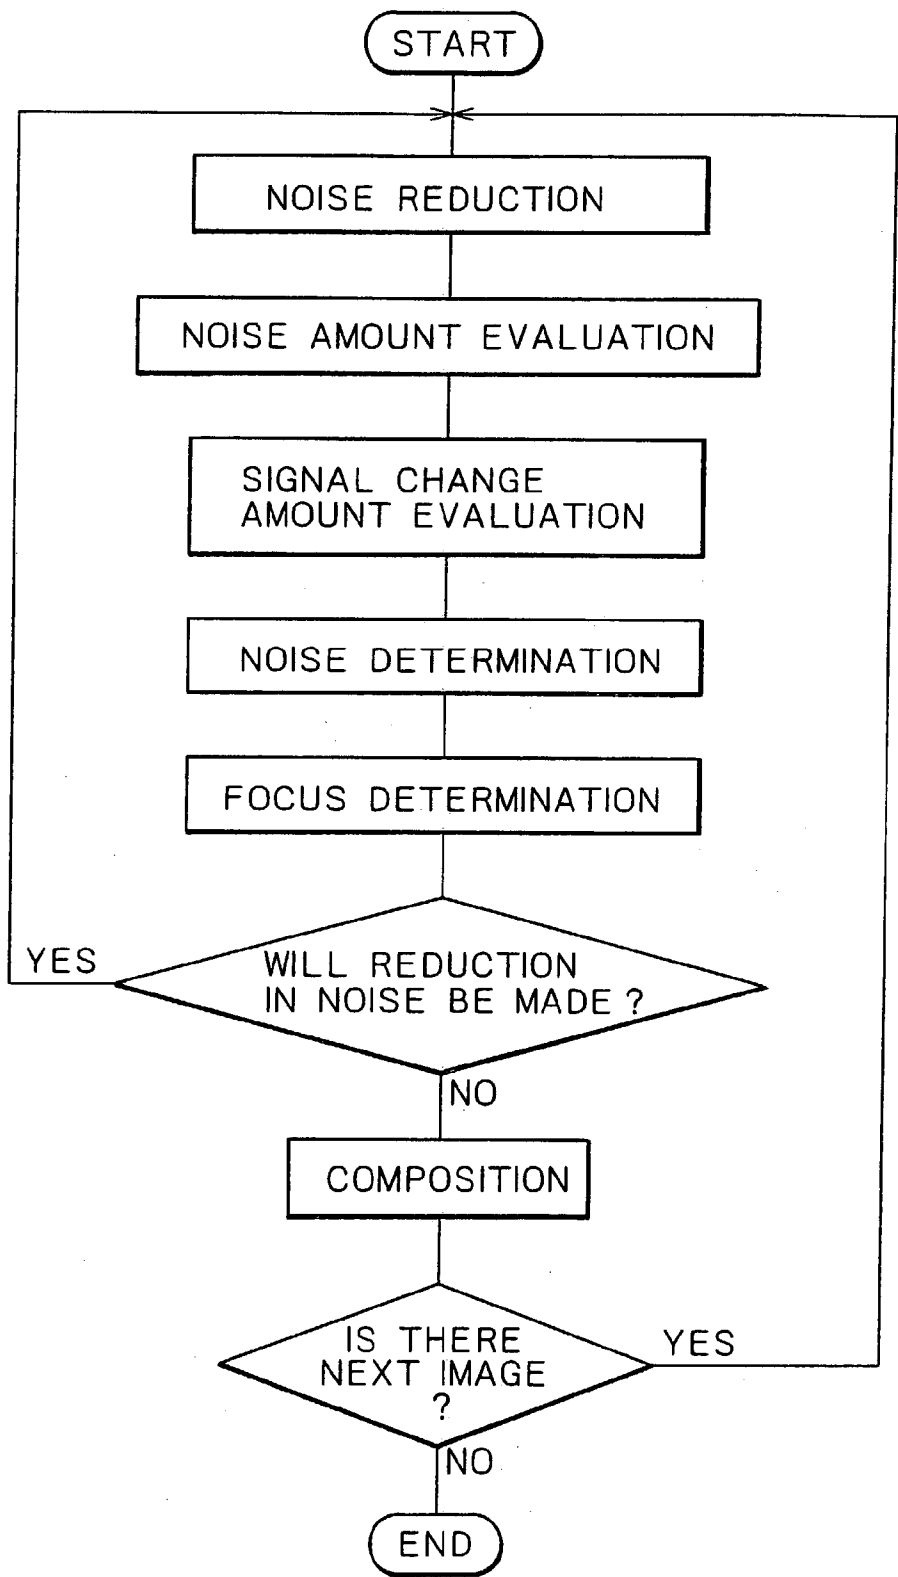 START
NOISE REDUCTION
NOISE AMOUNT EVALUATION
SIGNAL CHANGE
AMOUNT EVALUATION
NOISE DETERMINATION
FOCUS DETERMINATION
YES
WILL REDUCTION
IN NOISE BE MADE ?
NO
COMPOSITION
IS THERE
NEXT IMAGE
?
YES
NO
END